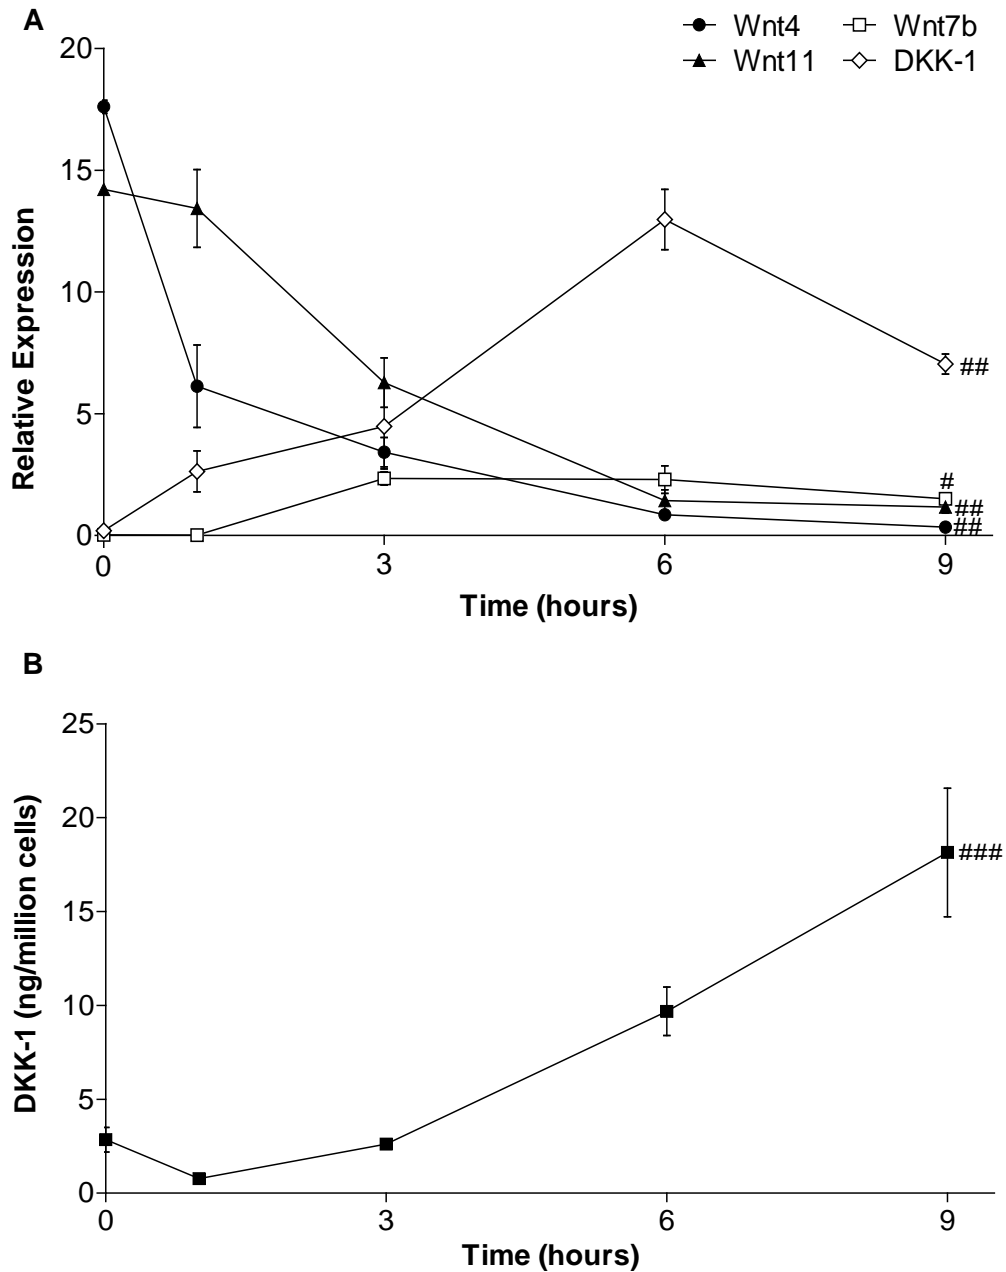 A
Wnt4 Wnt7b
Wnt11 DKK-1
20
15
10
5
0
Relative Expression
##
#
##
##
0 3 6 9
Time (hours)
B
25
20
15
10
5
0
DKK-1 (ng/million cells)
###
0 3 6 9
Time (hours)